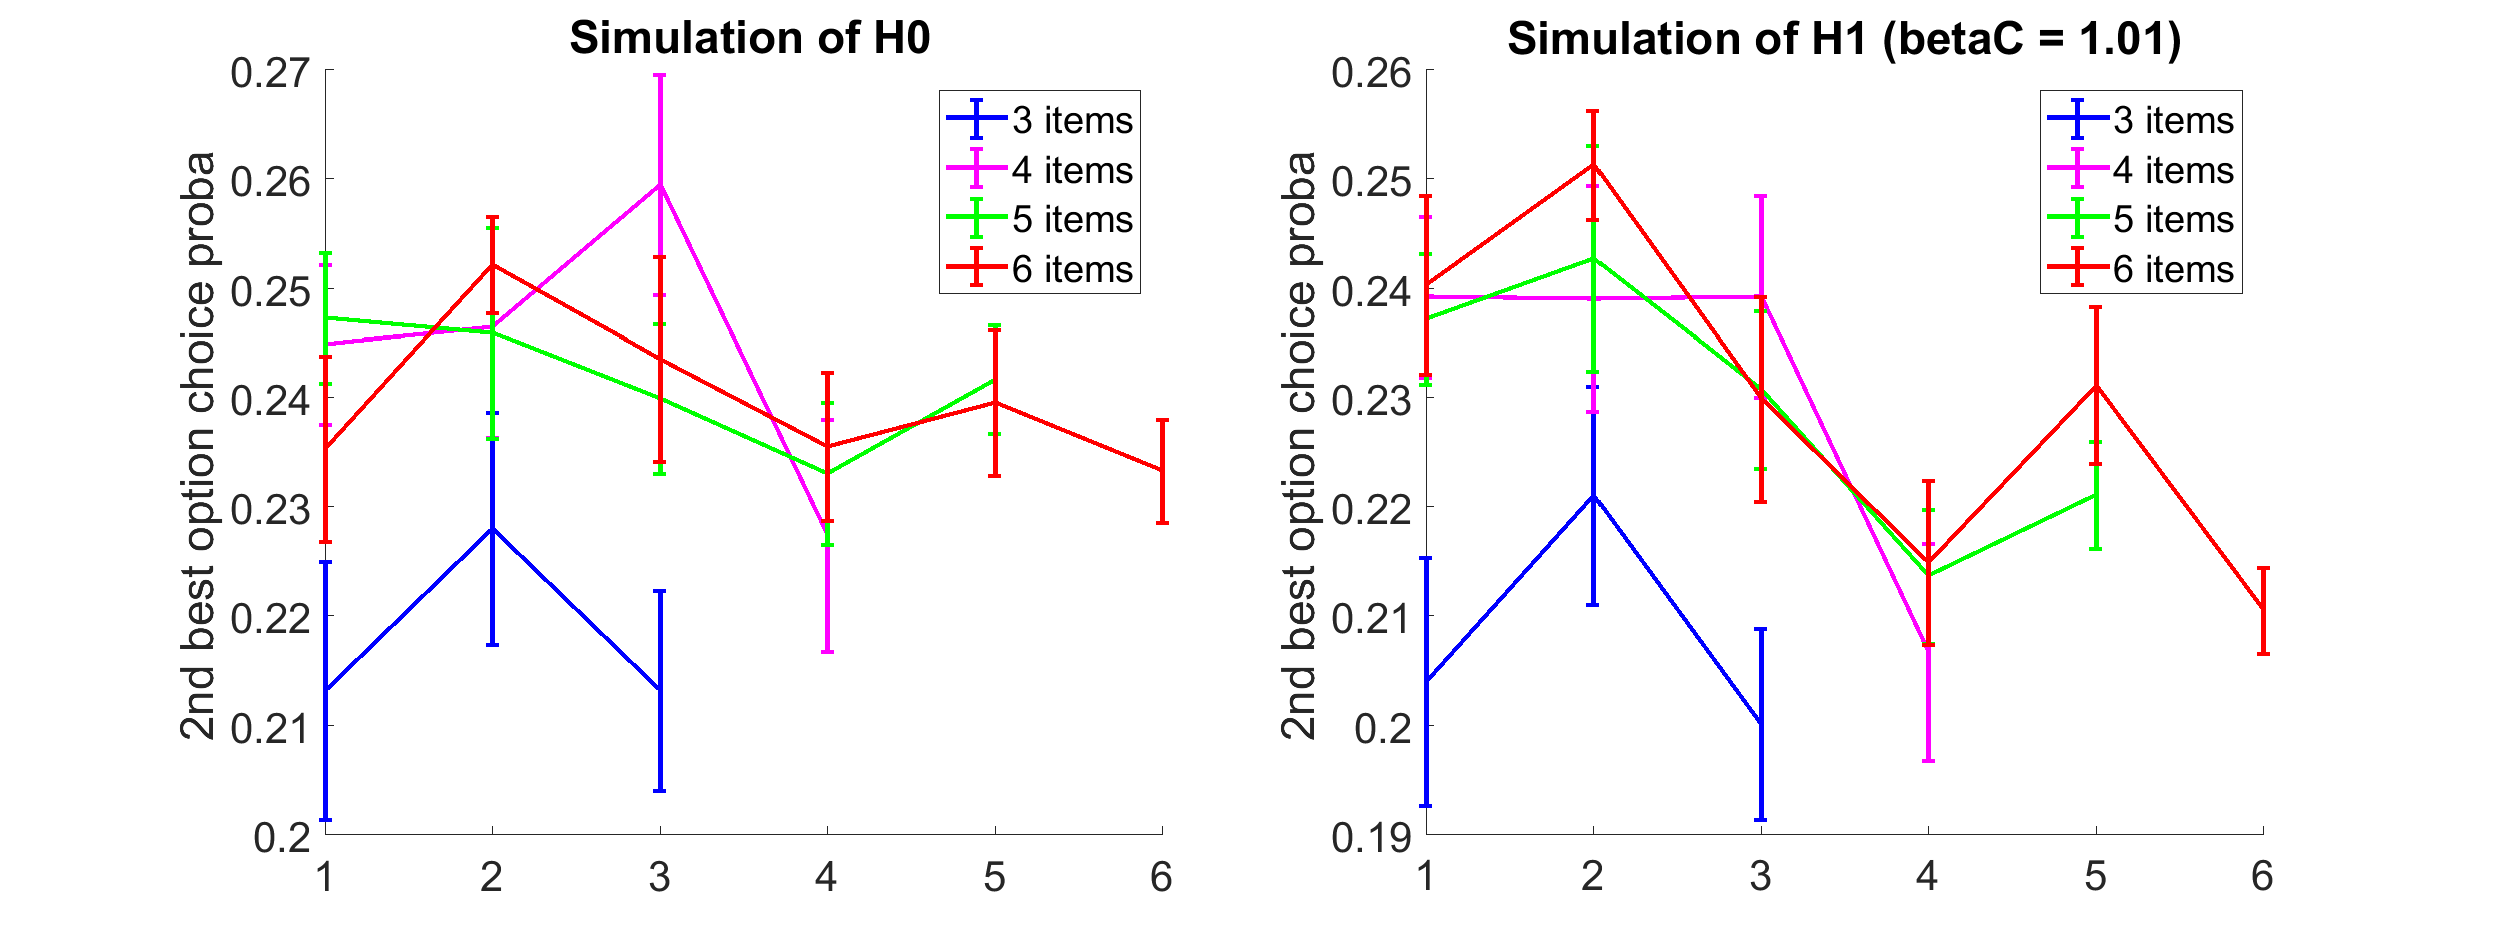 Simulation of H0
2nd best option choice proba
0.27
0.26
0.25
0.24
0.23
0.22
0.21
0.2
1 2 3 4 5 6
3 items
4 items
5 items
6 items
Simulation of H1 (betaC = 1.01)
2nd best option choice proba
0.26
0.25
0.24
0.23
0.22
0.21
0.2
0.19
1 2 3 4 5 6
3 items
4 items
5 items
6 items